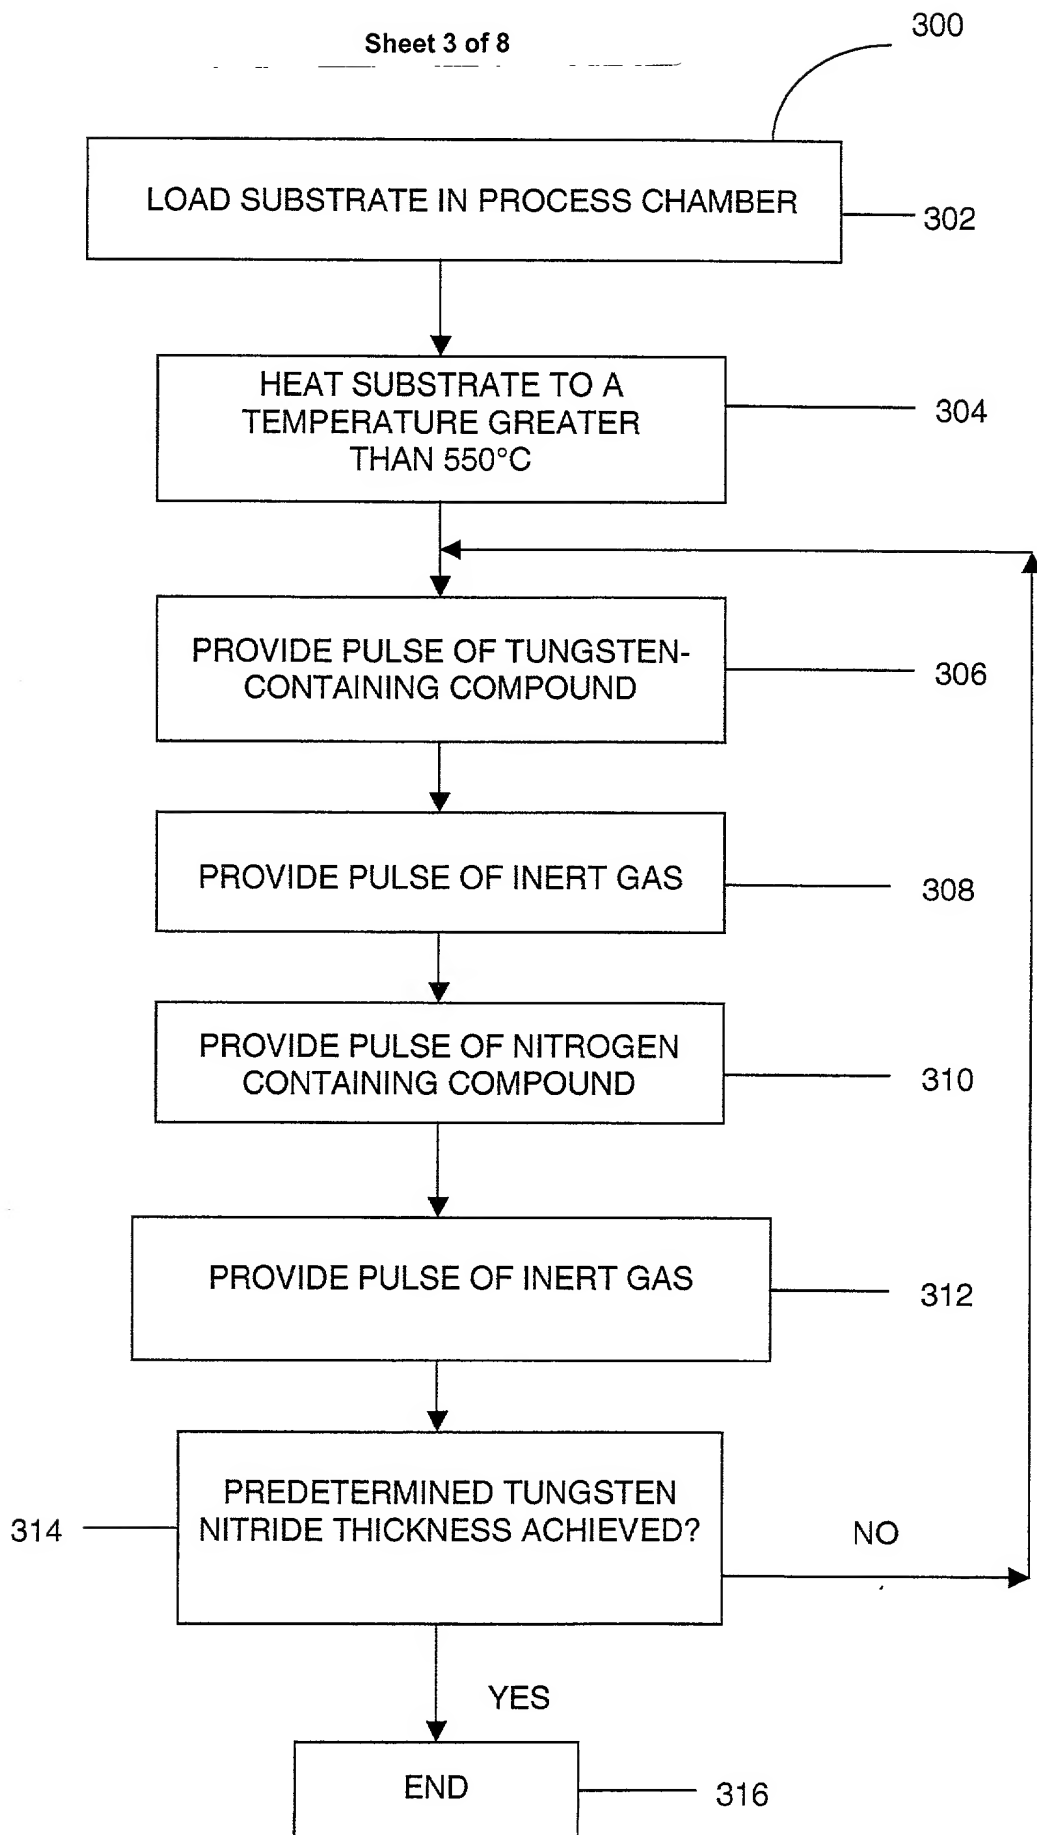 Sheet 3 of 8
300
LOAD SUBSTRATE IN PROCESS CHAMBER
302
HEAT SUBSTRATE TO A
TEMPERATURE GREATER
THAN 550°C
304
PROVIDE PULSE OF TUNGSTEN-
CONTAINING COMPOUND
306
PROVIDE PULSE OF INERT GAS
308
PROVIDE PULSE OF NITROGEN
CONTAINING COMPOUND
310
PROVIDE PULSE OF INERT GAS
312
PREDETERMINED TUNGSTEN
NITRIDE THICKNESS ACHIEVED?
314
NO
YES
END
316